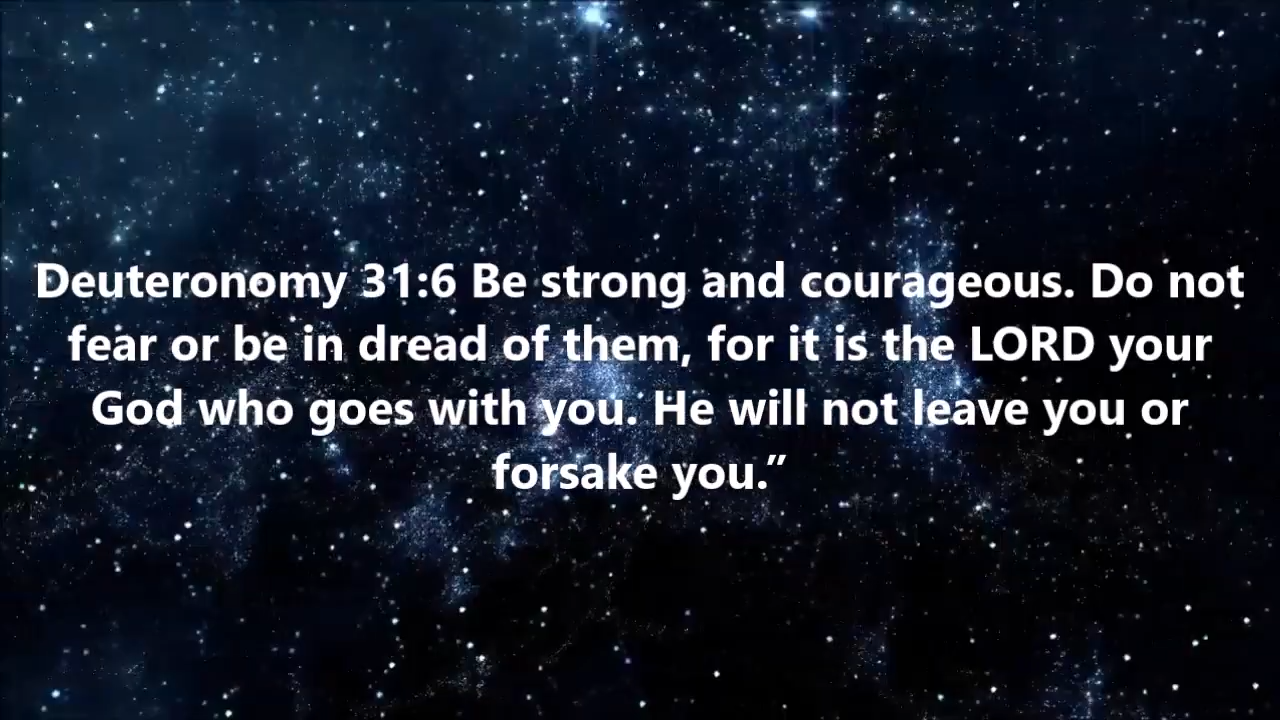 Deuteronomy 31:6 Be strong and courageous. Do not
fear or be in dread of them, for it is the LORD your
God who goes with you. He will not leave you or
forsake you.”